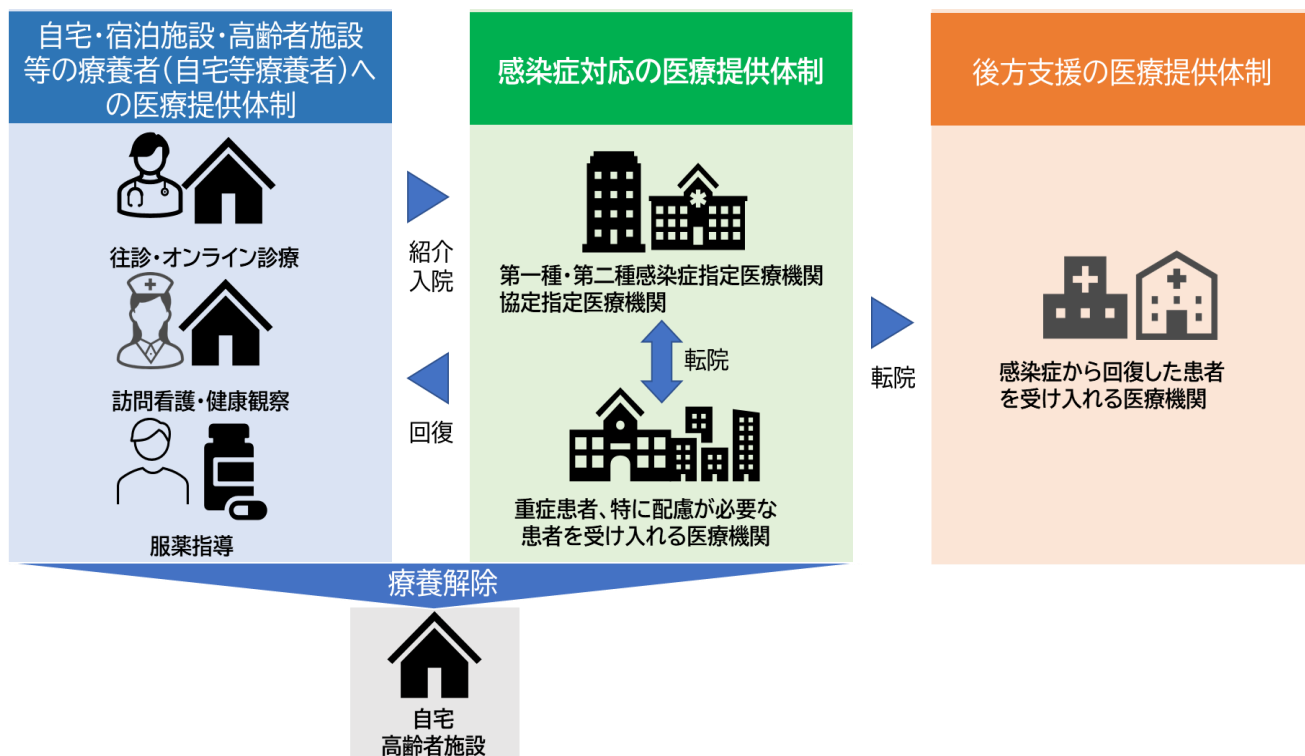 自宅・宿泊施設・高齢者施設
等の療養者(自宅等療養者)へ
の医療提供体制
往診・オンライン診療
訪問看護・健康観察
服薬指導
紹介
入院
回復
感染症対応の医療提供体制
第一種・第二種感染症指定医療機関
協定指定医療機関
転院
重症患者、特に配慮が必要な
患者を受け入れる医療機関
転院
後方支援の医療提供体制
感染症から回復した患者
を受け入れる医療機関
療養解除
自宅
高齢者施設